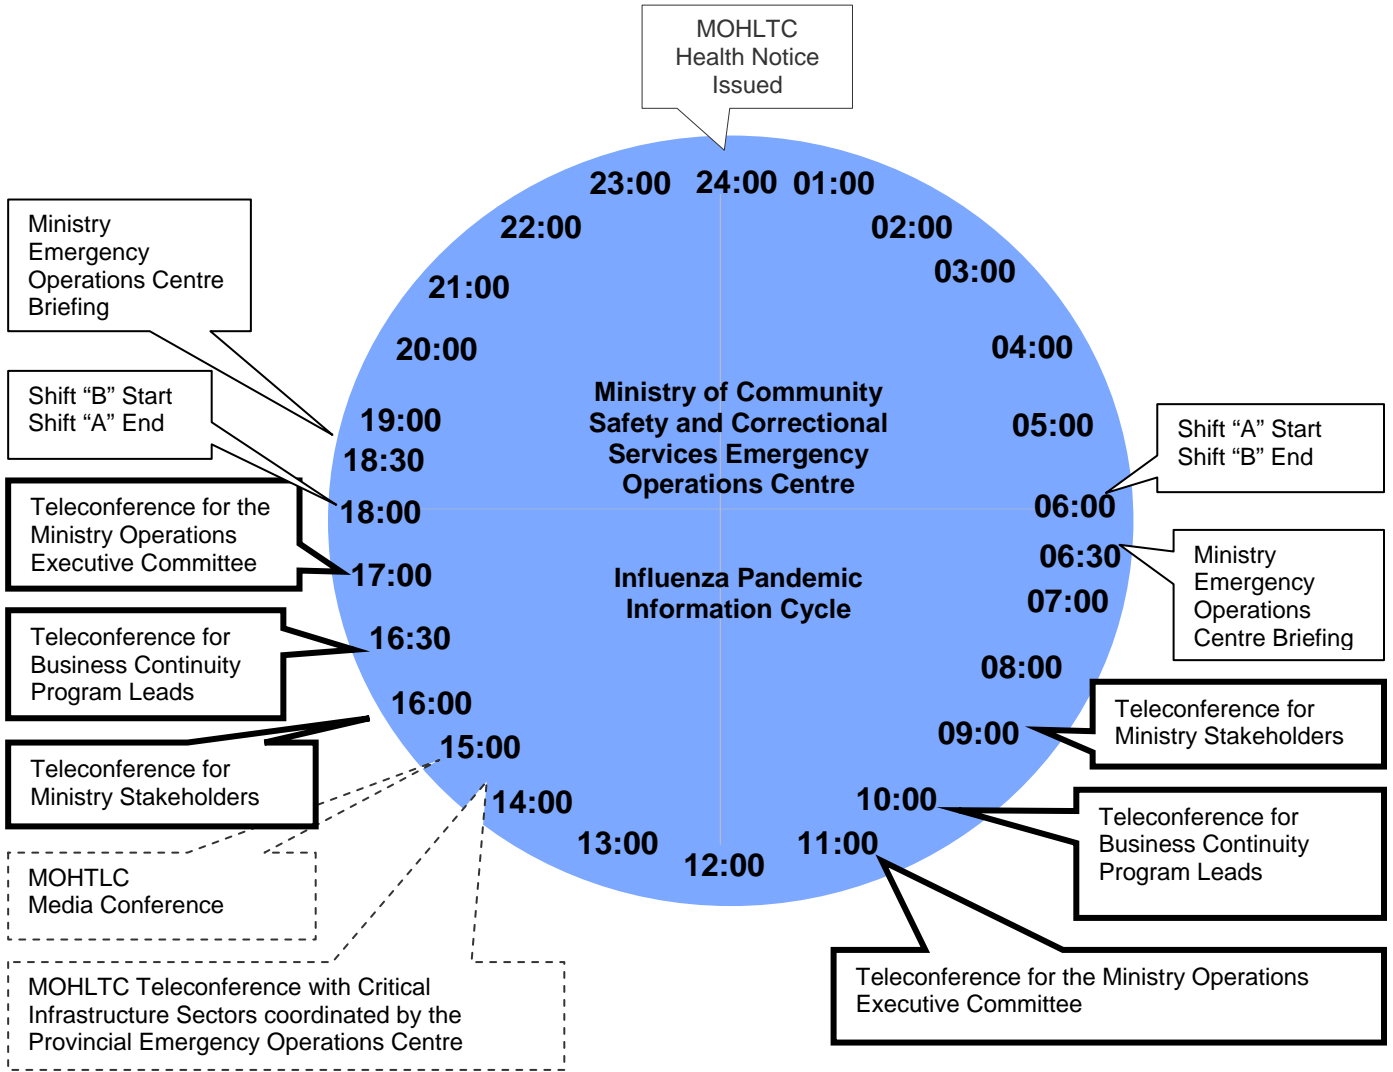 MOHLTC
Health Notice
Issued
23:00 24:00 01:00
22:00
02:00
03:00
21:00
20:00
04:00
19:00
05:00
18:30
18:00
06:00
06:30
17:00
07:00
16:30
08:00
16:00
09:00
15:00
14:00
10:00
13:00
11:00
12:00
Ministry of Community
Safety and Correctional
Services Emergency
Operations Centre
Influenza Pandemic
Information Cycle
Ministry
Emergency
Operations Centre
Briefing
Shift “B” Start
Shift “A” End
Teleconference for the
Ministry Operations
Executive Committee
Teleconference for
Business Continuity
Program Leads
Teleconference for
Ministry Stakeholders
MOHTLC
Media Conference
MOHLTC Teleconference with Critical
Infrastructure Sectors coordinated by the
Provincial Emergency Operations Centre
Shift “A” Start
Shift “B” End
Ministry
Emergency
Operations
Centre Briefing
Teleconference for
Ministry Stakeholders
Teleconference for
Business Continuity
Program Leads
Teleconference for the Ministry Operations
Executive Committee